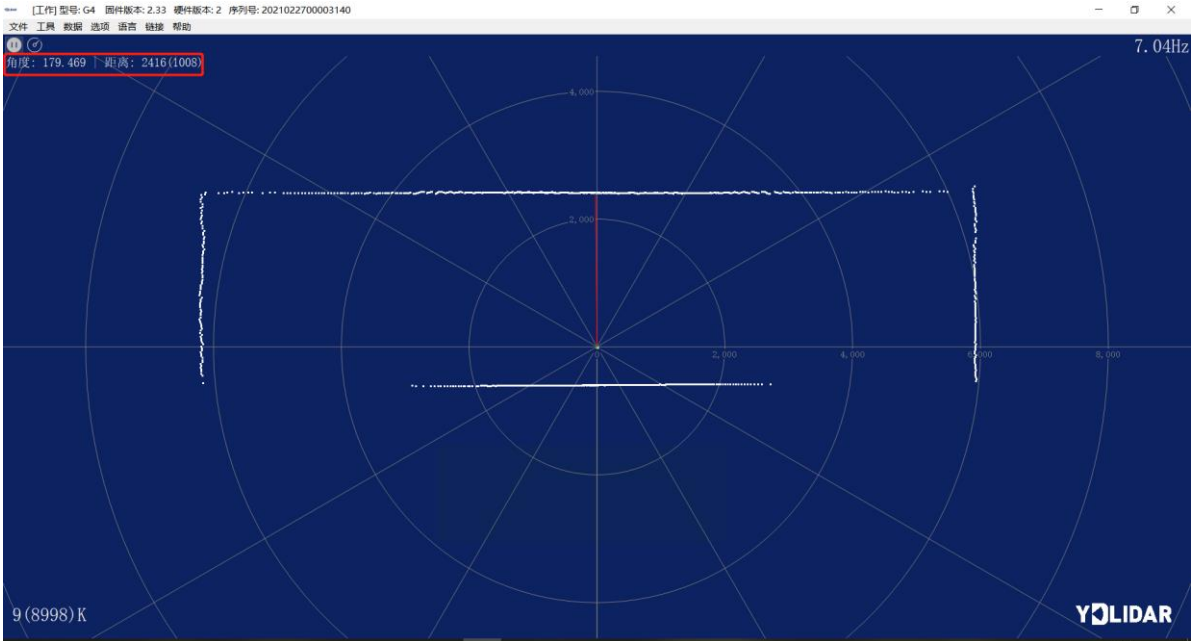 [工作] 型号: G4 固件版本: 2.33 硬件版本: 2 序列号: 2021022700003140
文件 工具 数据 选项 语言 链接 帮助
7.04Hz
角度: 179.469 | 距离: 2416(1008)
4,000
2,000
0 2,000 4,000 6,000 8,000
9(8998)K
YDLIDAR